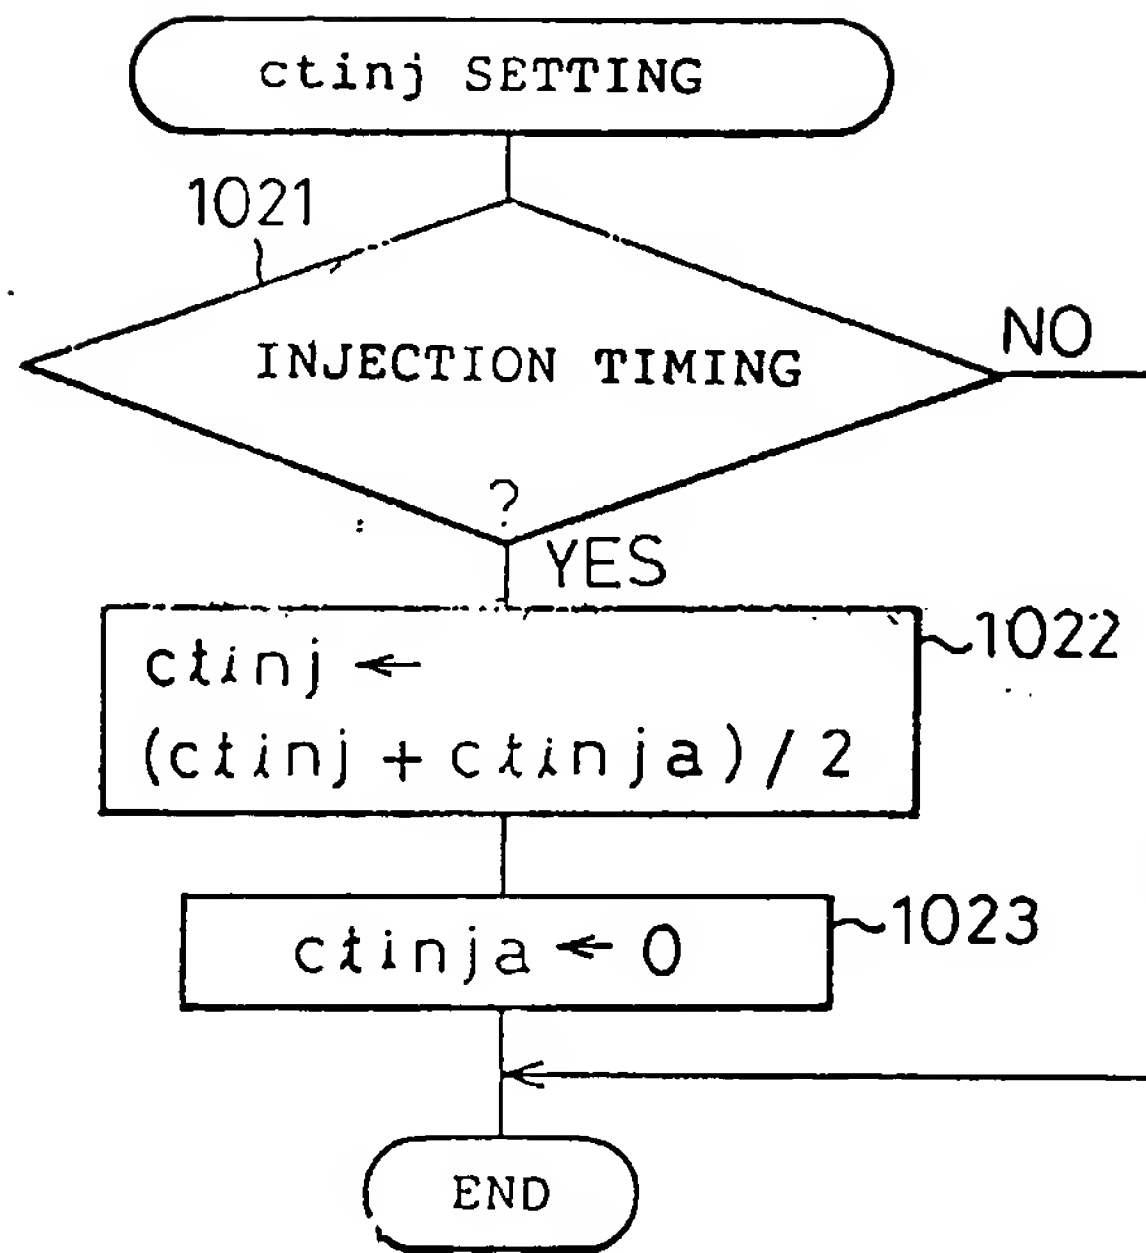 ctinj SETTING
1021
INJECTION TIMING
NO
?
YES
ctinj ←
(ctinj + ctinja) / 2
1022
ctinja ← 0
1023
END